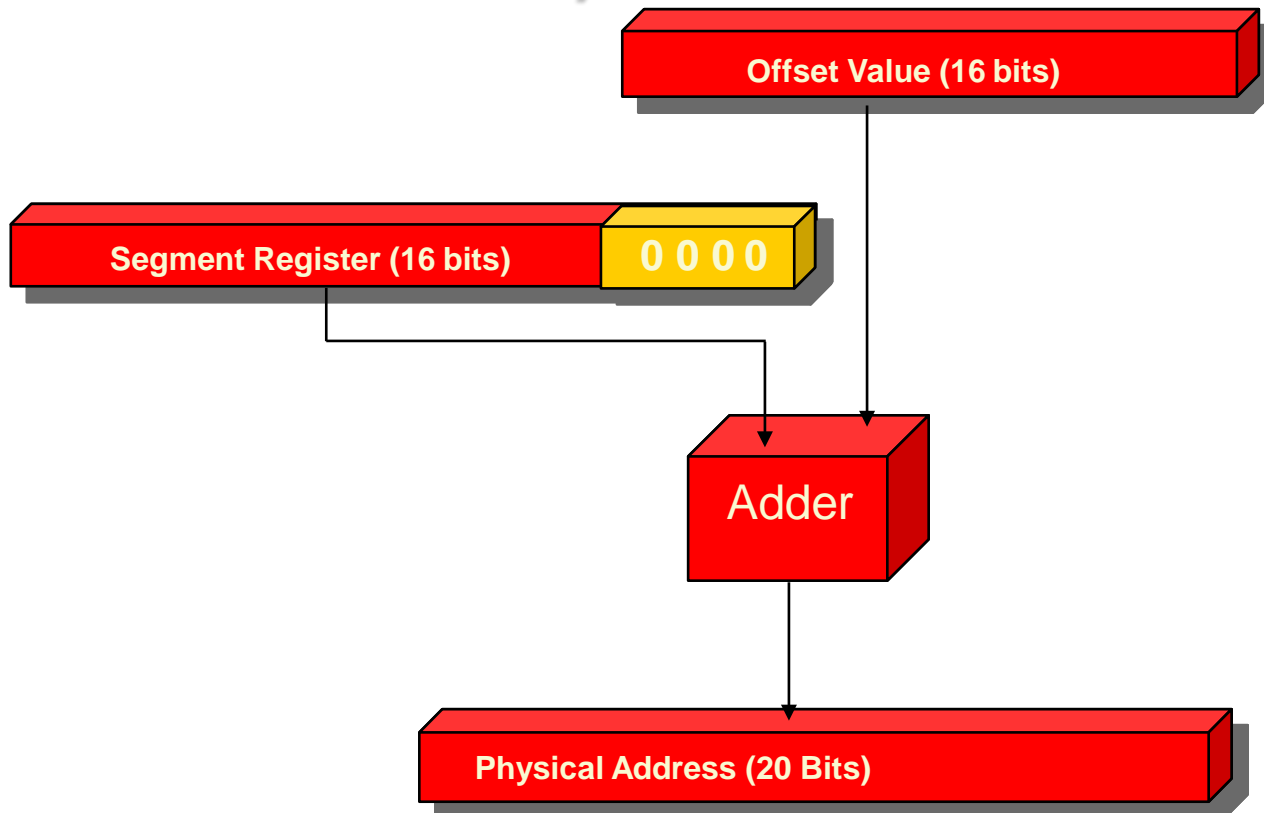 Offset Value (16 bits)
Segment Register (16 bits)
0 0 0 0
Adder
Physical Address (20 Bits)